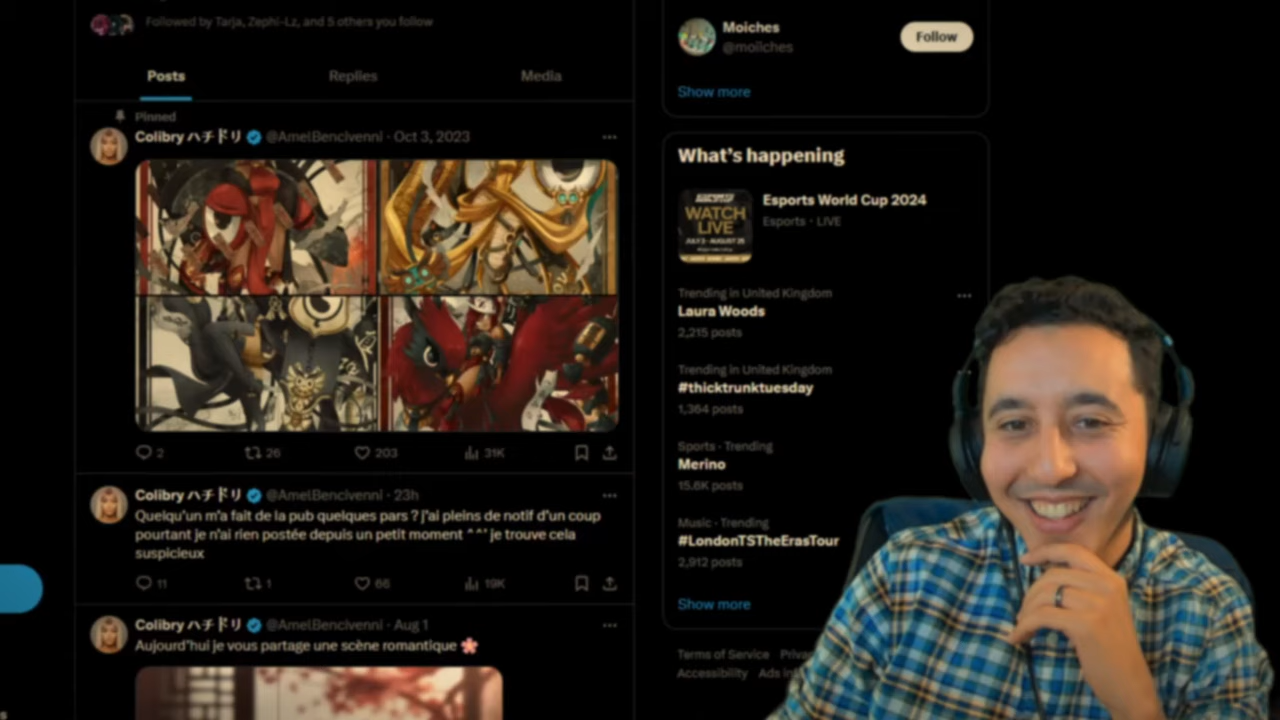 Followed by Tarja, Zephi-Lz, and 5 others you follow
Posts
Replies
Media
Pinned
Colibry ハチドリ @AmelBencivenni · Oct 3, 2023
2
26
203
31K
Colibry ハチドリ @AmelBencivenni · 23h
Quelqu'un m'a fait de la pub quelques pars ? j'ai pleins de notif d'un coup
pourtant je n'ai rien postée depuis un petit moment ^^' je trouve cela
suspicieux
11
1
66
19K
Colibry ハチドリ @AmelBencivenni · Aug 1
Aujourd'hui je vous partage une scène romantique 🌸
Moiches
@moiiches
Follow
Show more
What's happening
WATCH
LIVE
JULY 3 - AUGUST 25
Esports World Cup 2024
Esports · LIVE
Trending in United Kingdom
Laura Woods
2,215 posts
Trending in United Kingdom
#thicktrunktuesday
1,364 posts
Sports · Trending
Merino
15.6K posts
Music · Trending
#LondonTSTheErasTour
2,912 posts
Show more
Terms of Service
Accessibility
s